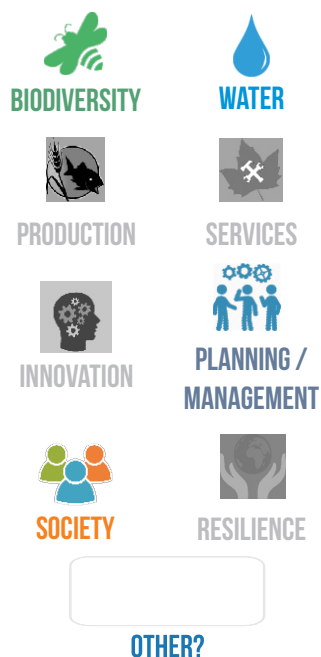 BIODIVERSITY
WATER
PRODUCTION
SERVICES
INNOVATION
PLANNING /
MANAGEMENT
SOCIETY
RESILIENCE
OTHER?